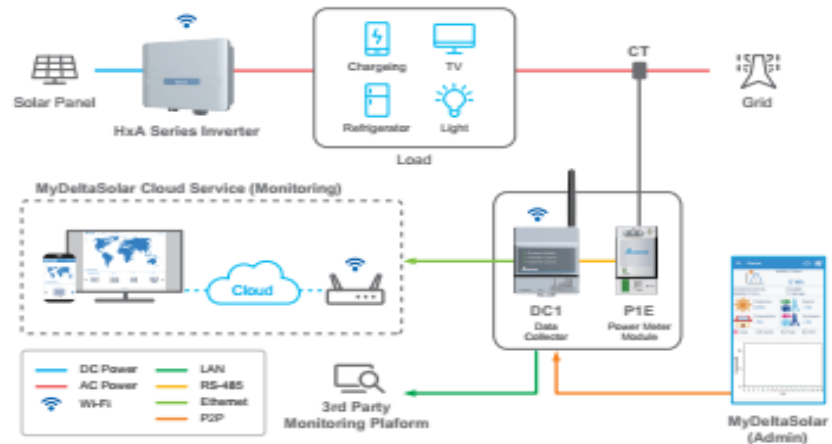 CT
Chargeing
TV
Solar Panel
Grid
HxA Series Inverter
Refrigerator
Light
Load
MyDeltaSolar Cloud Service (Monitoring)
Cloud
DC1
Data
Collector
P1E
Power Meter
Module
DC Power
LAN
AC Power
RS-485
Wi-Fi
Ethernet
P2P
3rd Party
Monitoring Plaform
MyDeltaSolar
(Admin)